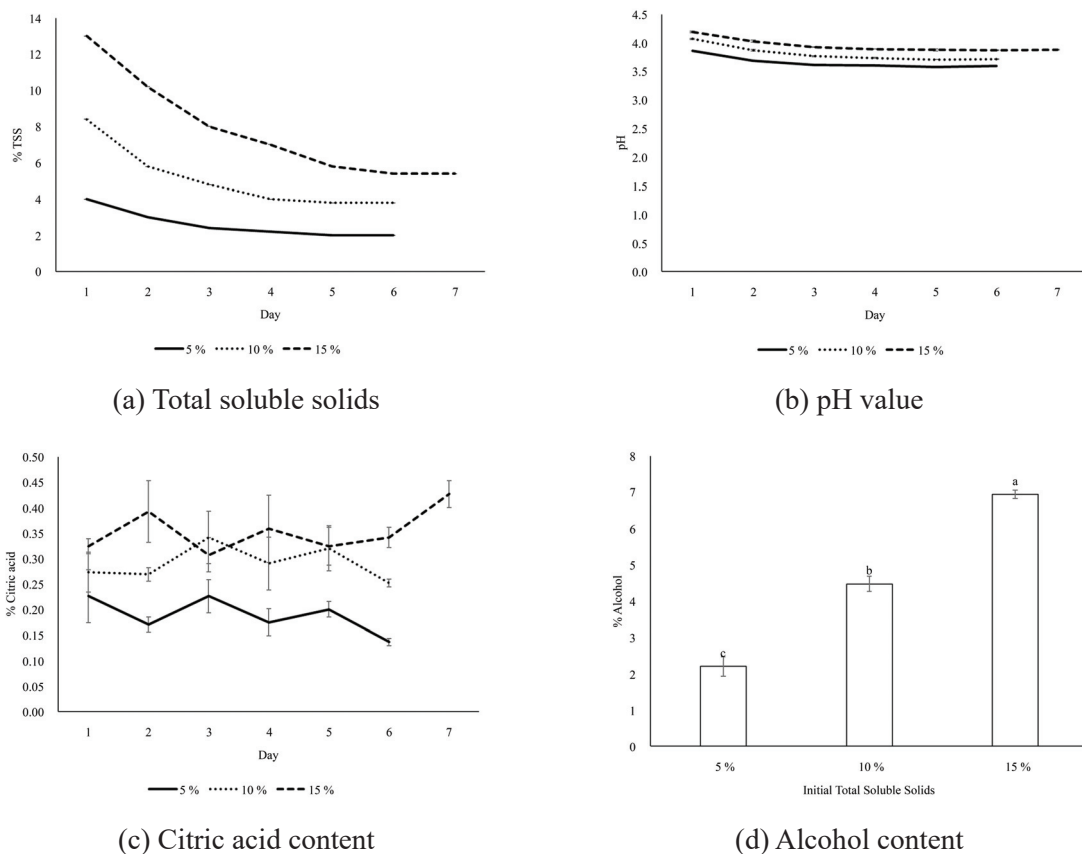 14
12
10
8
6
4
2
0
% TSS
1 2 3 4 5 6 7
Day
5 % 10 % 15 %
(a) Total soluble solids
4.5
4.0
3.5
3.0
2.5
2.0
1.5
1.0
0.5
0.0
pH
1 2 3 4 5 6 7
Day
5 % 10 % 15 %
(b) pH value
0.50
0.45
0.40
0.35
0.30
0.25
0.20
0.15
0.10
0.05
0.00
% Citric acid
1 2 3 4 5 6 7
Day
5 % 10 % 15 %
(c) Citric acid content
8
7
6
5
4
3
2
1
0
% Alcohol
c
b
a
5 % 10 % 15 %
Initial Total Soluble Solids
(d) Alcohol content